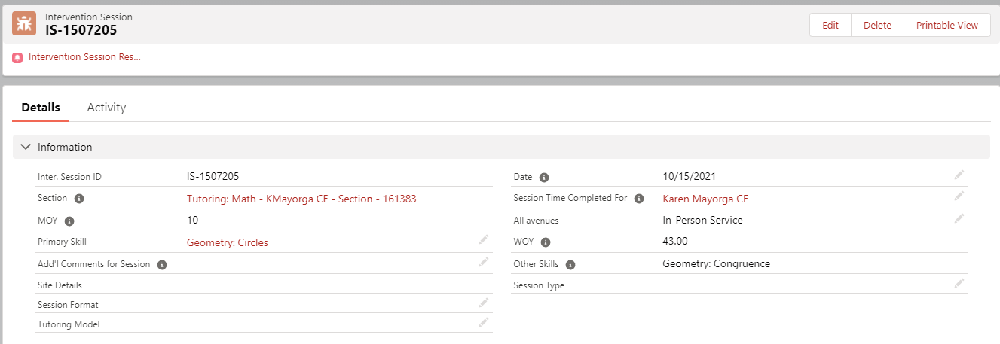 Intervention Session
IS-1507205
Edit Delete Printable View
Intervention Session Res...
Details Activity
Information
Inter. Session ID IS-1507205
Date 10/15/2021
Section Tutoring: Math - KMayorga CE - Section - 161383
Session Time Completed For Karen Mayorga CE
MOY 10
All avenues In-Person Service
Primary Skill Geometry: Circles
WOY 43.00
Add'l Comments for Session
Other Skills Geometry: Congruence
Site Details
Session Type
Session Format
Tutoring Model